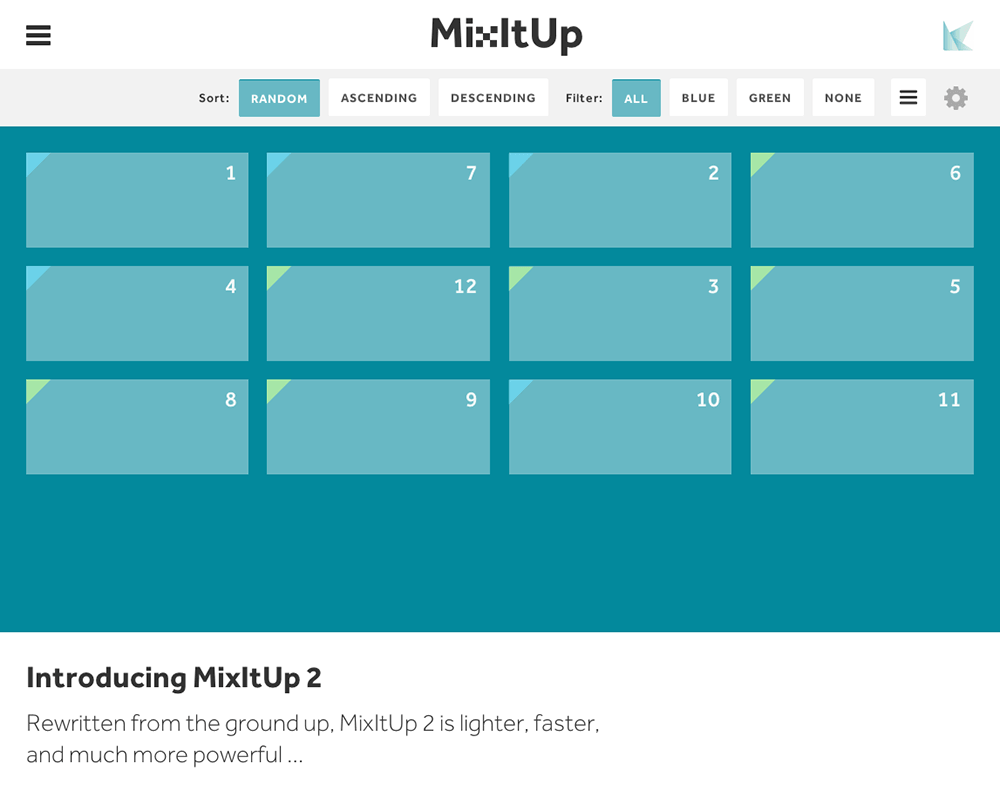 MixItUp
Sort: RANDOM ASCENDING DESCENDING Filter: ALL BLUE GREEN NONE
1 7 2 6
4 12 3 5
8 9 10 11
Introducing MixItUp 2
Rewritten from the ground up, MixItUp 2 is lighter, faster,
and much more powerful ...